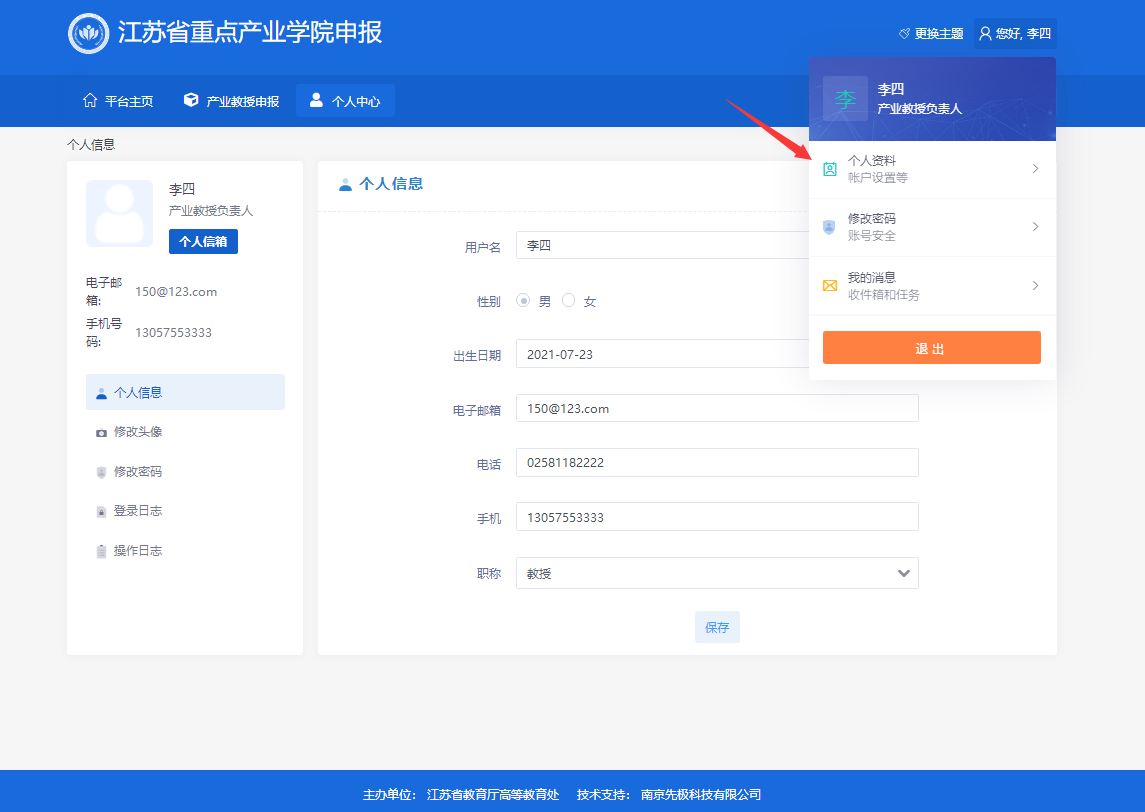 江苏省重点产业学院申报
更换主题
您好, 李四
平台主页
产业教授申报
个人中心
李
李四
产业教授负责人
个人资料
帐户设置等
修改密码
账号安全
我的消息
收件箱和任务
退 出
个人信息
李四
产业教授负责人
个人信箱
电子邮
箱:
150@123.com
手机号
码:
13057553333
个人信息
修改头像
修改密码
登录日志
操作日志
个人信息
用户名 李四
性别 男 女
出生日期 2021-07-23
电子邮箱 150@123.com
电话 02581182222
手机 13057553333
职称 教授
保存
主办单位： 江苏省教育厅高等教育处 技术支持： 南京先极科技有限公司